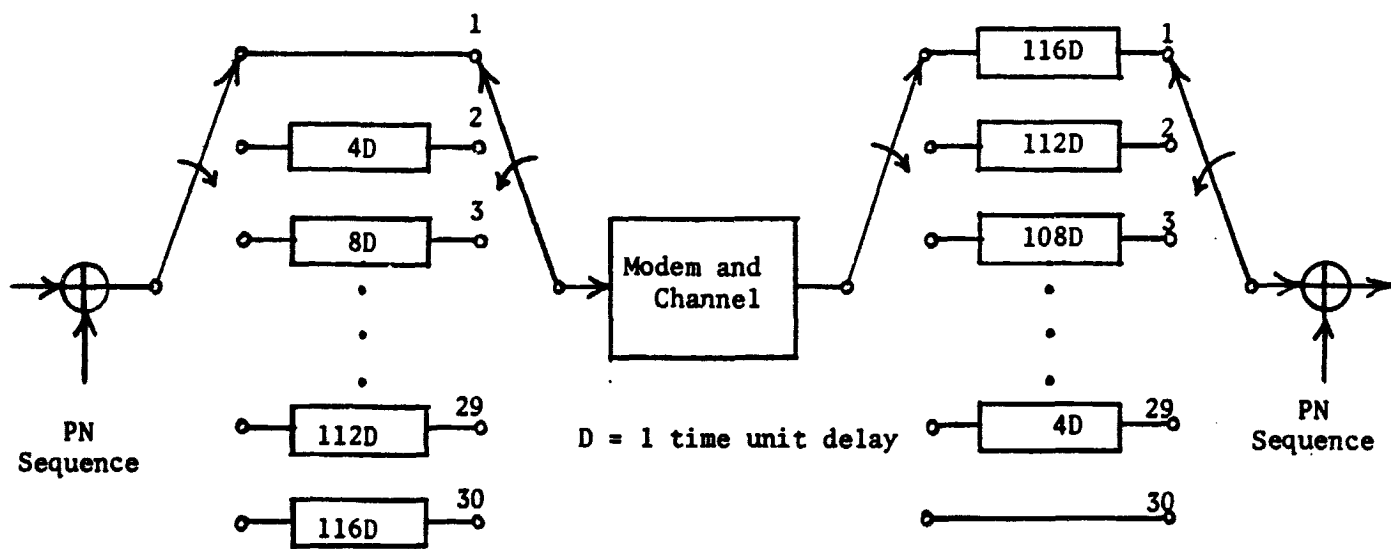 1
2
4D
3
8D
29
112D
30
116D
PN
Sequence
Modem and
Channel
D = 1 time unit delay
1
116D
2
112D
3
108D
29
4D
30
PN
Sequence